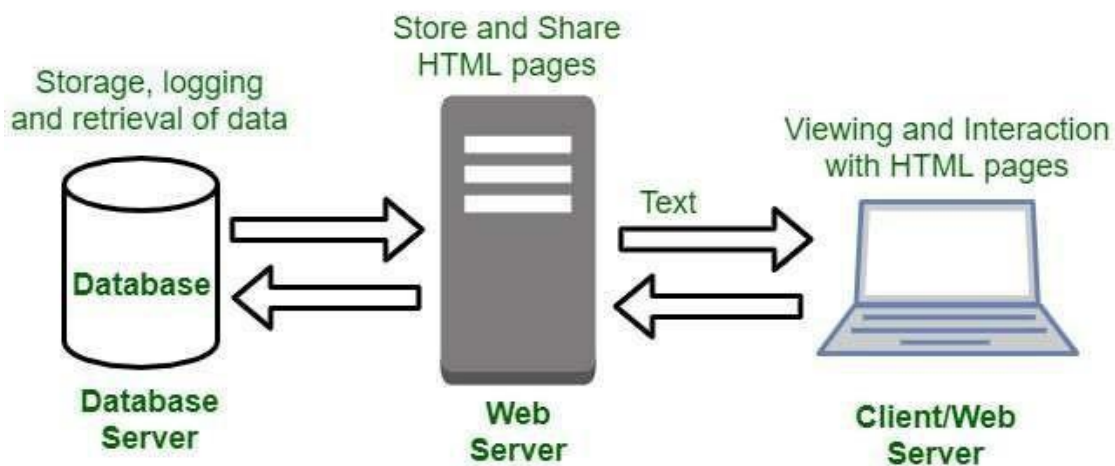 Storage, logging
and retrieval of data
Database
Database
Server
Store and Share
HTML pages
Web
Server
Text
Viewing and Interaction
with HTML pages
Client/Web
Server